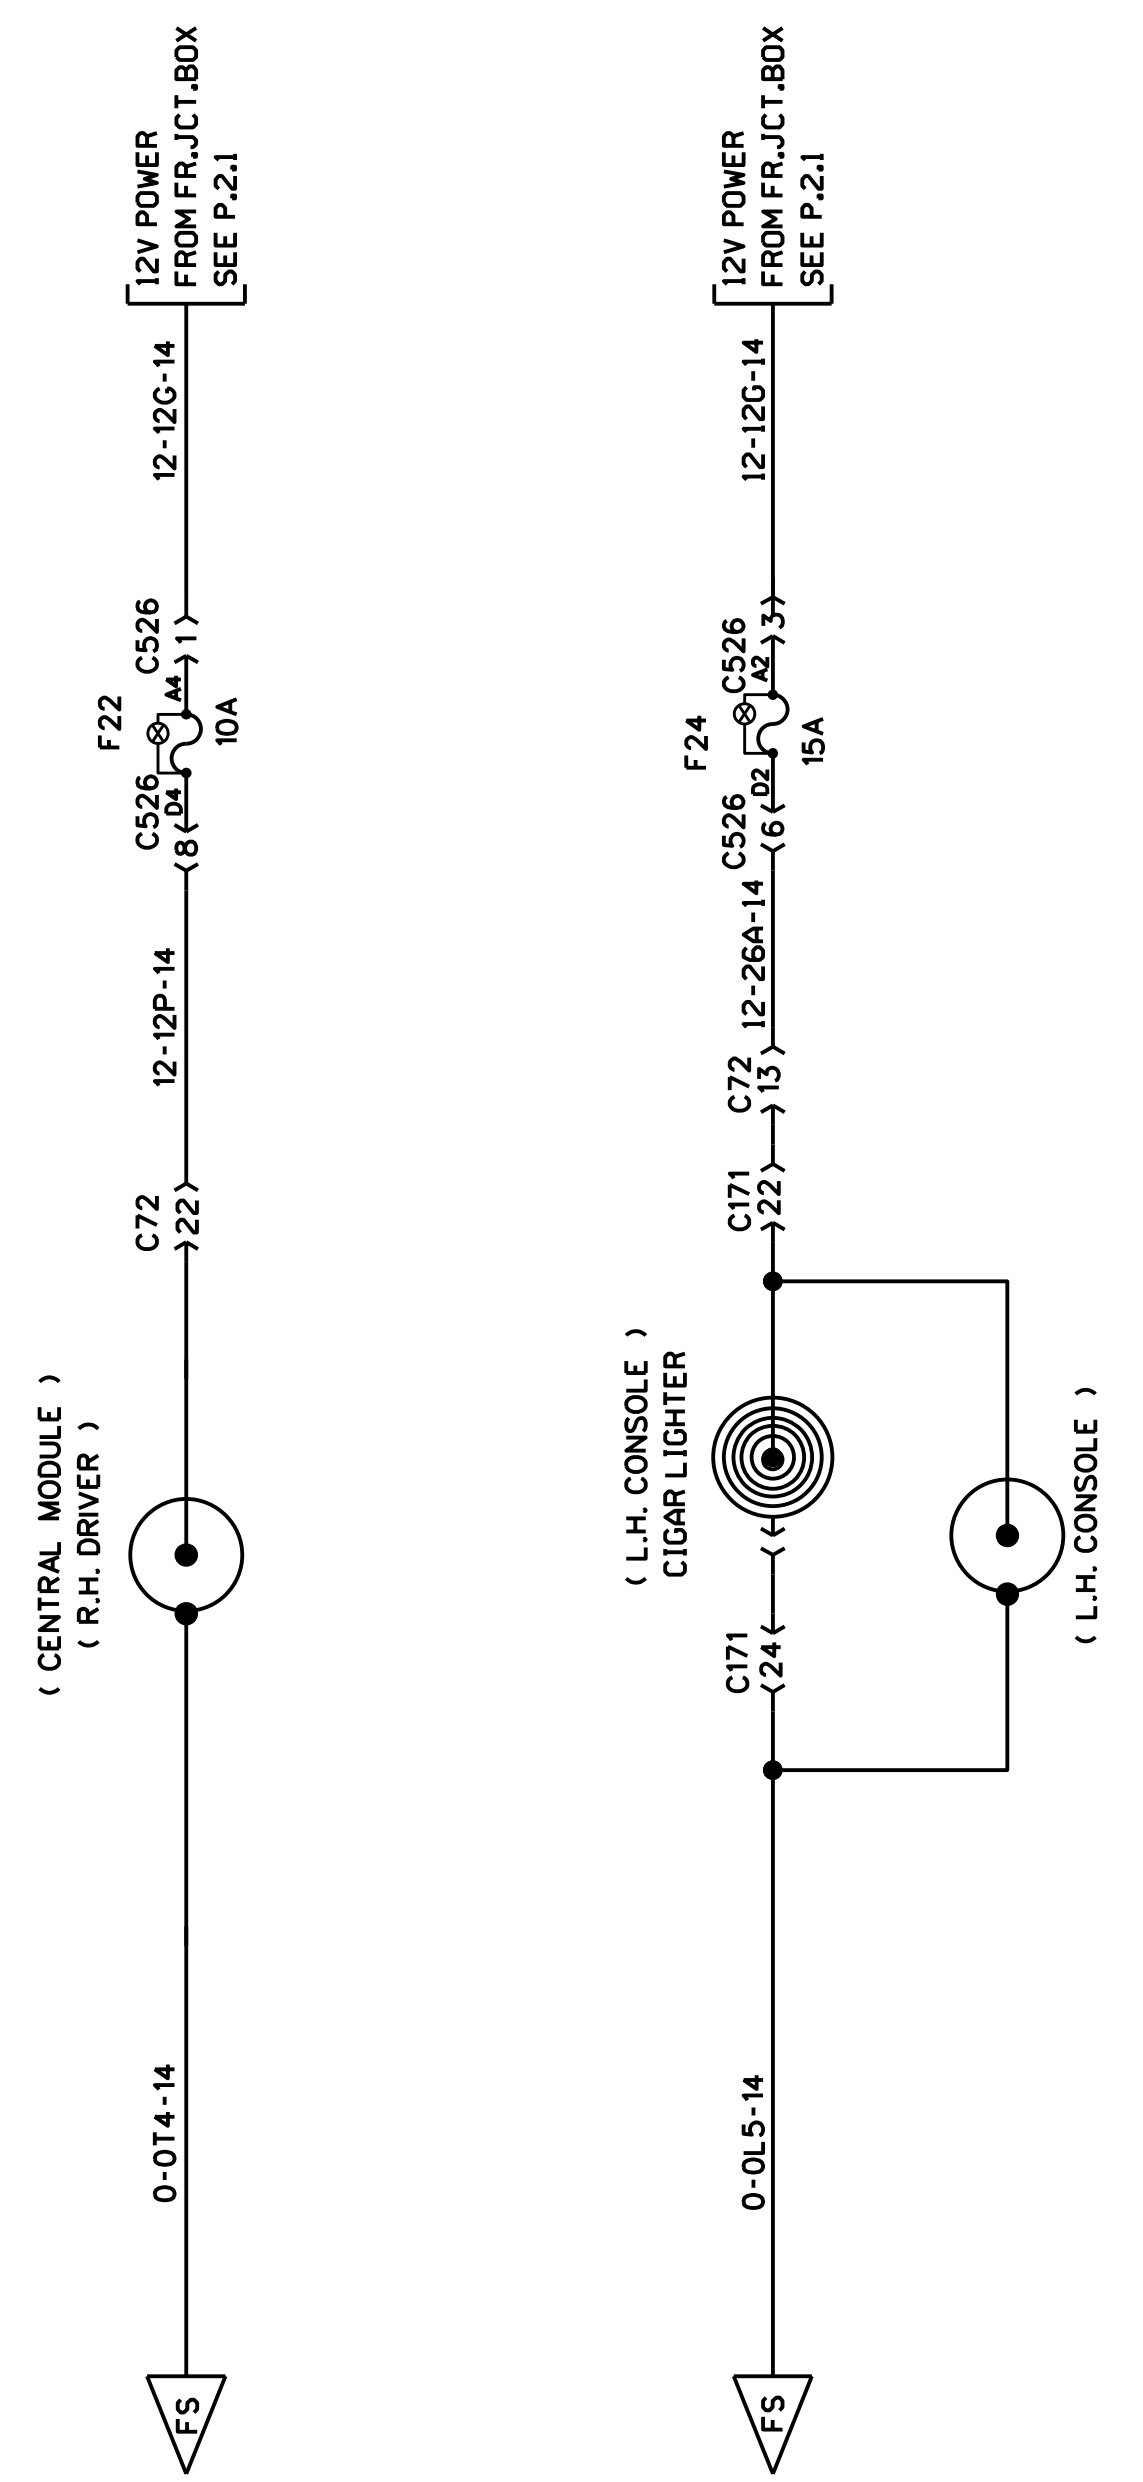 12V POWER
FROM FR.JCT.BOX
SEE P.2.1
12-12G-14
C526
1
A4
F22
10A
C526
D4
8
12-12P-14
C72
22
( CENTRAL MODULE )
( R.H. DRIVER )
0-0T4-14
FS
12V POWER
FROM FR.JCT.BOX
SEE P.2.1
12-12G-14
C526
3
A2
F24
15A
C526
D2
6
12-26A-14
C72
13
C171
22
( L.H. CONSOLE )
CIGAR LIGHTER
( L.H. CONSOLE )
C171
24
0-0L5-14
FS